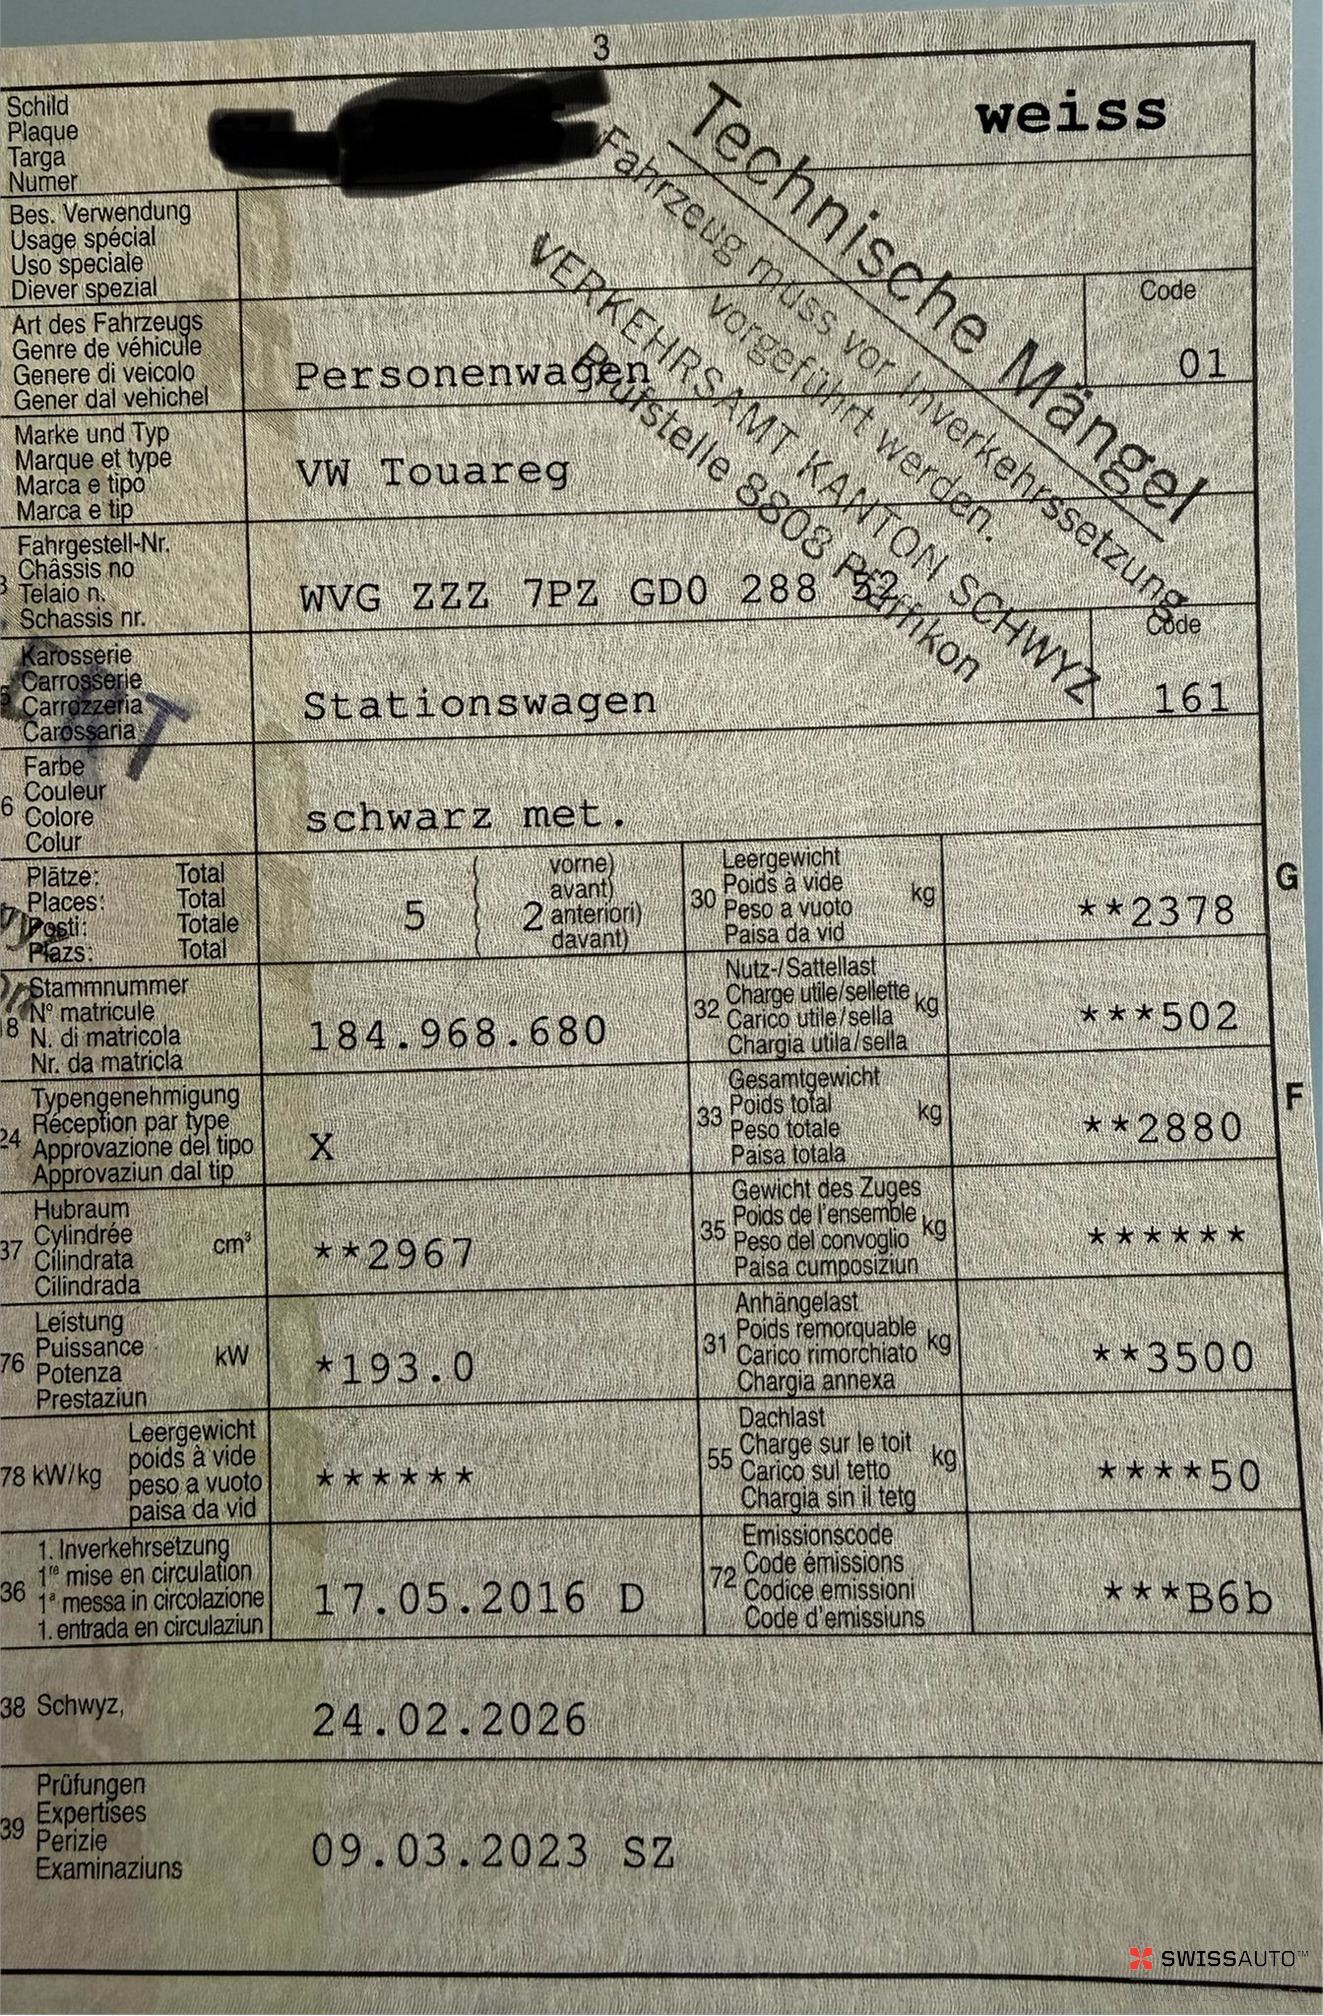 3
Schild
Plaque
Targa
Numer
weiss
Technische Mängel
Fahrzeug muss vor Inverkehrssetzung
vorgeführt werden.
VERKEHRSAMT KANTON SCHWYZ
Prüfstelle 8808 Pfäffikon
Bes. Verwendung
Usage spécial
Uso speciale
Diever spezial
Art des Fahrzeugs
Genre de véhicule
Genere di veicolo
Gener dal vehichel
Personenwagen
Code
01
Marke und Typ
Marque et type
Marca e tipo
Marca e tip
VW Touareg
Fahrgestell-Nr.
Châssis no
Telaio n.
Schassis nr.
WVG ZZZ 7PZ GD0 288
Karosserie
Carrosserie
Carrozzeria
Carossaria
Stationswagen
Code
161
6
Farbe
Couleur
Colore
Colur
schwarz met.
Plätze: Total
Places: Total
Posti: Totale
Plazs: Total
5
2
vorne)
avant)
anteriori)
davant)
30
Leergewicht
Poids à vide
Peso a vuoto
Paisa da vid
kg
**2378
G
18
Stammnummer
N° matricule
N. di matricola
Nr. da matricla
184.968.680
32
Nutz-/Sattellast
Charge utile/sellette
Carico utile/sella
Chargia utila/sella
kg
***502
24
Typengenehmigung
Réception par type
Approvazione del tipo
Approvaziun dal tip
X
33
Gesamtgewicht
Poids total
Peso totale
Paisa totala
kg
**2880
F
37
Hubraum
Cylindrée
Cilindrata
Cilindrada
cm³
**2967
35
Gewicht des Zuges
Poids de l'ensemble
Peso del convoglio
Paisa cumposiziun
kg
******
76
Leistung
Puissance
Potenza
Prestaziun
kW
*193.0
31
Anhängelast
Poids remorquable
Carico rimorchiato
Chargia annexa
kg
**3500
78 kW/kg
Leergewicht
poids à vide
peso a vuoto
paisa da vid
******
55
Dachlast
Charge sur le toit
Carico sul tetto
Chargia sin il tetg
kg
****50
36
1. Inverkehrsetzung
1re mise en circulation
1a messa in circolazione
1. entrada en circulaziun
17.05.2016 D
72
Emissionscode
Code émissions
Codice emissioni
Code d'emissiuns
***B6b
38 Schwyz,
24.02.2026
39
Prüfungen
Expertises
Perizie
Examinaziuns
09.03.2023 SZ
SWISSAUTO™